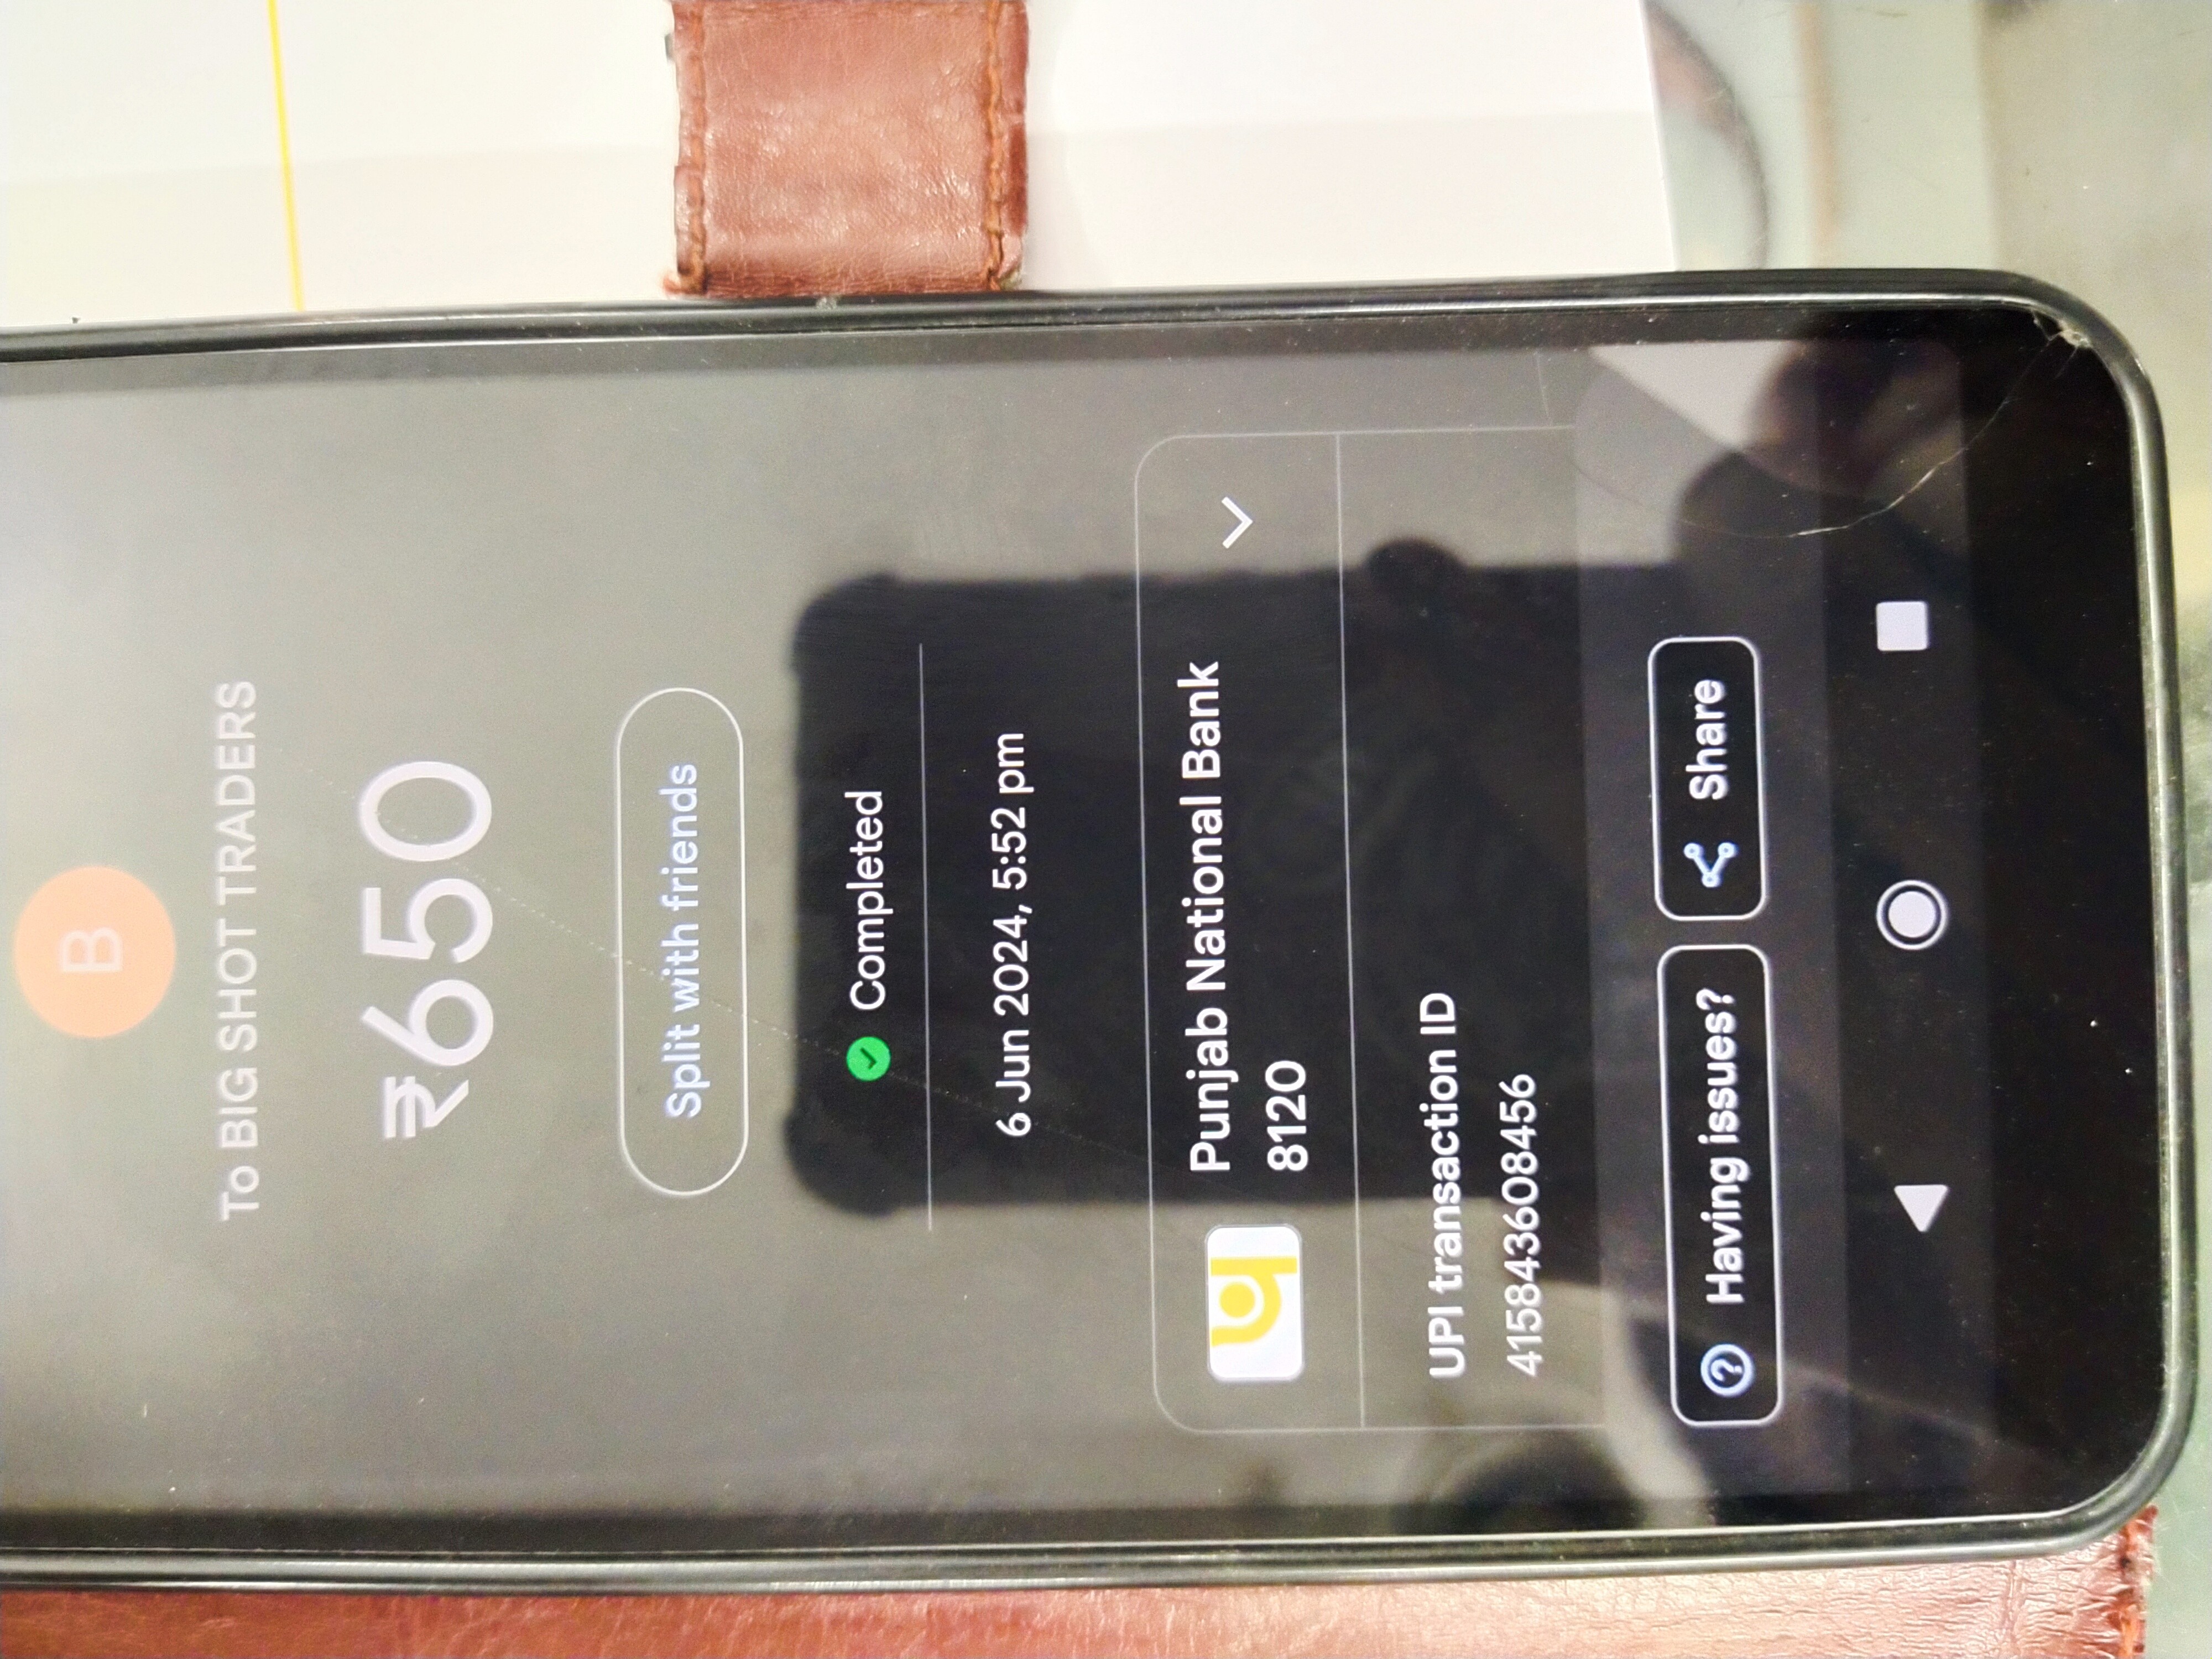 B
To BIG SHOT TRADERS
₹650
Split with friends
Completed
6 Jun 2024, 5:52 pm
Punjab National Bank
8120
UPI transaction ID
415843608456
Having issues?
Share